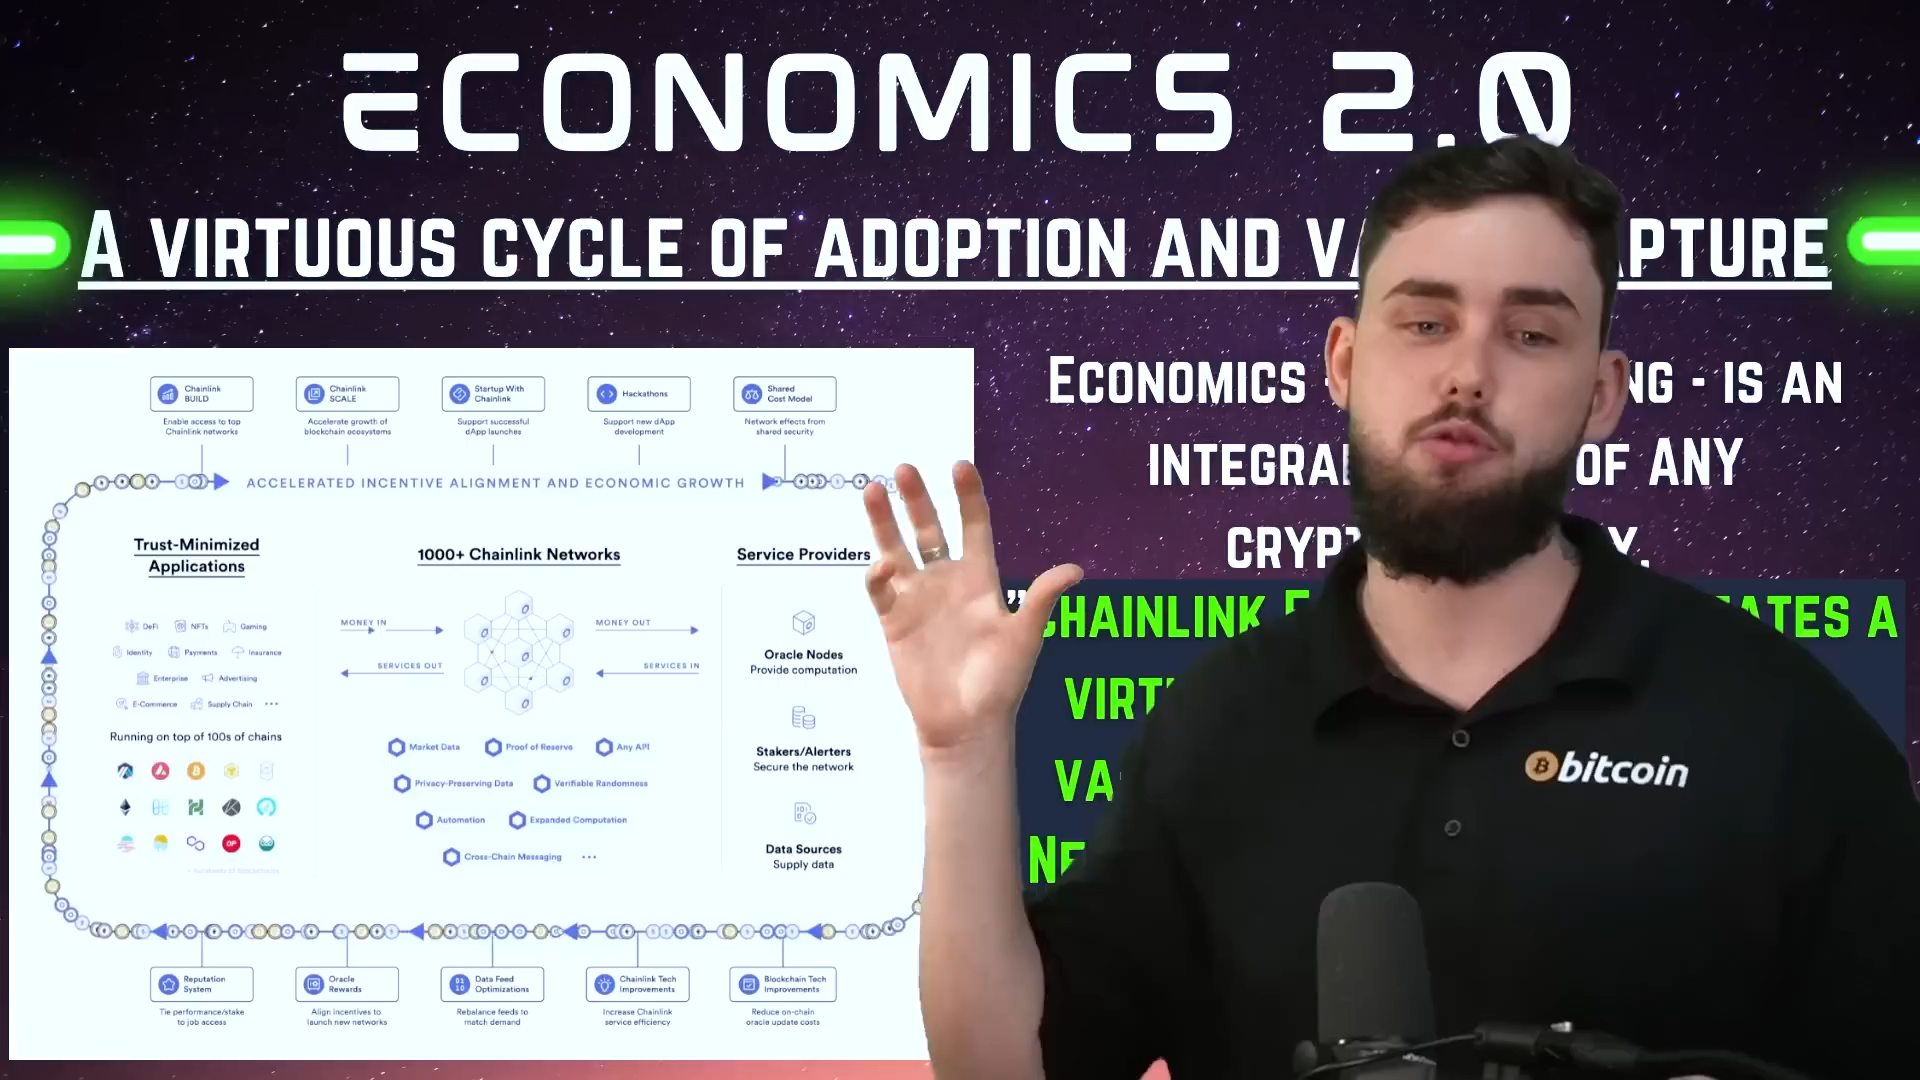 ECONOMICS 2.0
A VIRTUOUS CYCLE OF ADOPTION AND APTURE
Chainlink
BUILD
Enable access to top
Chainlink networks
Chainlink
SCALE
Accelerate growth of
blockchain ecosystems
Startup With
Chainlink
Support successful
dApp launches
Hackathons
Support new dApp
development
Shared
Cost Model
Network effects from
shared security
ACCELERATED INCENTIVE ALIGNMENT AND ECONOMIC GROWTH
Trust-Minimized
Applications
DeFi
NFTs
Gaming
Identity
Payments
Insurance
Enterprise
Advertising
E-Commerce
Supply Chain
Running on top of 100s of chains
OP
1000+ Chainlink Networks
MONEY IN
SERVICES OUT
MONEY OUT
SERVICES IN
Market Data
Proof of Reserve
Any API
Privacy-Preserving Data
Verifiable Randomness
Automation
Expanded Computation
Cross-Chain Messaging
Service Providers
Oracle Nodes
Provide computation
Stakers/Alerters
Secure the network
Data Sources
Supply data
Reputation
System
Tie performance/stake
to job access
Oracle
Rewards
Align incentives to
launch new networks
Data Feed
Optimizations
Rebalance feeds to
match demand
Chainlink Tech
Improvements
Increase Chainlink
service efficiency
Blockchain Tech
Improvements
Reduce on-chain
oracle update costs
ECONOMICS - NG - IS AN
INTEGRA OF ANY
CRYP Y.
"CHAINLINK E ATES A
VIRT
VA
NE
bitcoin